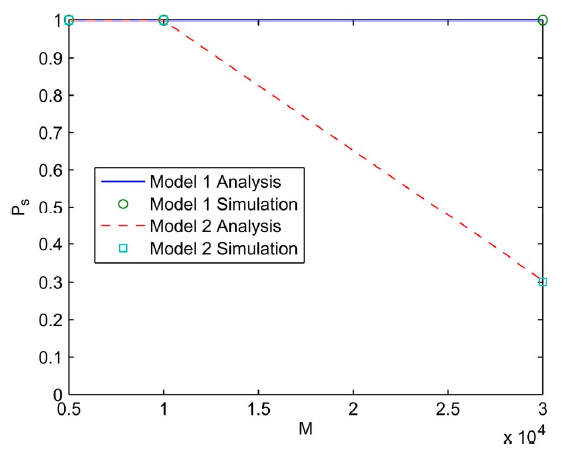 1
0.9
0.8
0.7
0.6
0.5
0.4
0.3
0.2
0.1
0
Ps
Model 1 Analysis
Model 1 Simulation
Model 2 Analysis
Model 2 Simulation
0.5 1 1.5 2 2.5 3
M
x 10^4